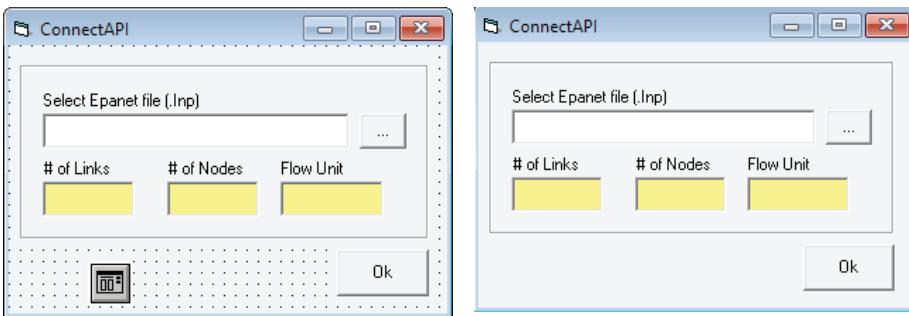 ConnectAPI
Select Epanet file (.Inp)
...
# of Links # of Nodes Flow Unit
Ok
ConnectAPI
Select Epanet file (.Inp)
...
# of Links # of Nodes Flow Unit
Ok